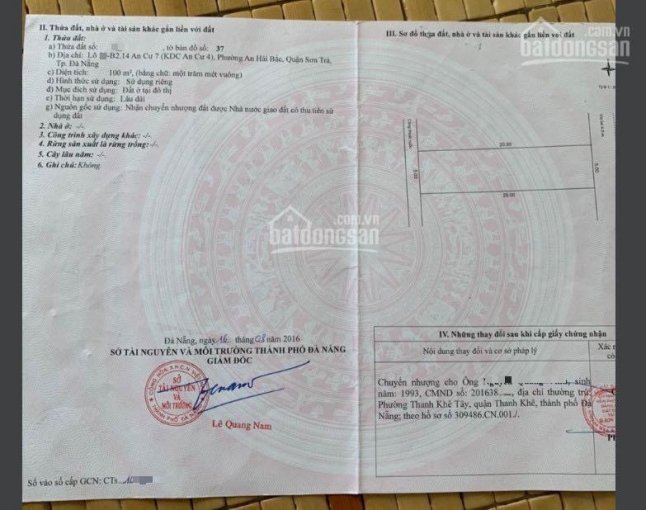 II. Thửa đất, nhà ở và tài sản khác gắn liền với đất
1. Thửa đất:
a) Thửa đất số: , tờ bản đồ số: 37
b) Địa chỉ: Lô -B2.14 An Cư 7 (KDC An Cư 4), Phường An Hải Bắc, Quận Sơn Trà,
Tp. Đà Nẵng
c) Diện tích: 100 m², (bằng chữ: một trăm mét vuông)
d) Hình thức sử dụng: Sử dụng riêng
đ) Mục đích sử dụng: Đất ở tại đô thị
e) Thời hạn sử dụng: Lâu dài
g) Nguồn gốc sử dụng: Nhận chuyển nhượng đất được Nhà nước giao đất có thu tiền sử
dụng đất
2. Nhà ở: -/-
3. Công trình xây dựng khác: -/-
4. Rừng sản xuất là rừng trồng:-/-
5. Cây lâu năm: -/-
6. Ghi chú: Không
Đà Nẵng, ngày 16 tháng 03 năm 2016
SỞ TÀI NGUYÊN VÀ MÔI TRƯỜNG THÀNH PHỐ ĐÀ NẴNG
GIÁM ĐỐC
SỞ
TÀI NGUYÊN
VÀ
MÔI TRƯỜNG
Lê Quang Nam
Số vào sổ cấp GCN: CTs
III. Sơ đồ thửa đất, nhà ở và tài sản khác gắn liền với đất
20.00
5.00
5.00
20.00
IV. Những thay đổi sau khi cấp giấy chứng nhận
Nội dung thay đổi và cơ sở pháp lý
Xác
Chuyển nhượng cho Ông sinh
năm: 1993, CMND số: 201638 , địa chỉ thường trú:
Phường Thanh Khê Tây, quận Thanh Khê, thành phố Đà
Nẵng; theo hồ sơ số 309486.CN.001./.
.com.vn
batdongsan
.com.vn
batdongsan